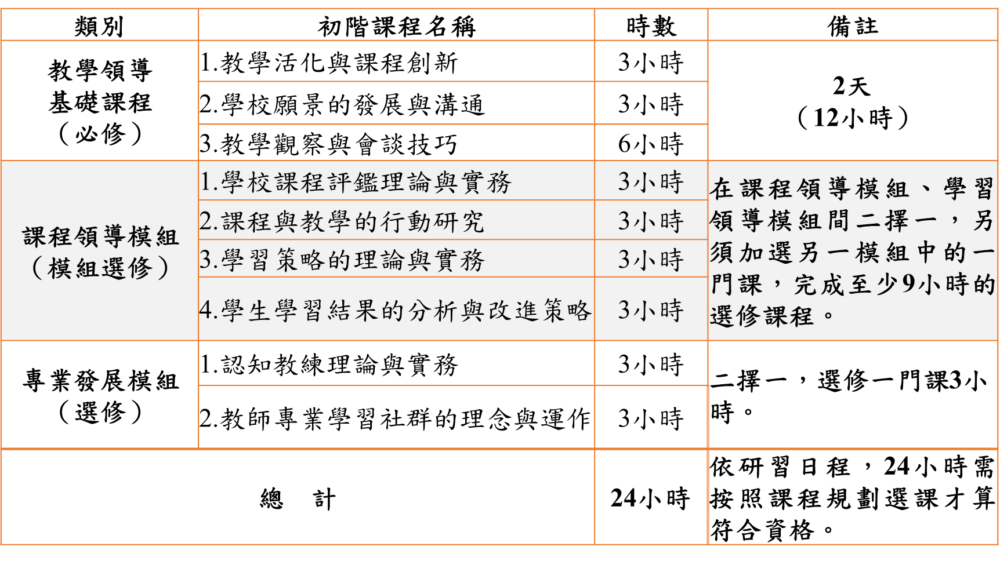 類別 初階課程名稱 時數 備註
教學領導
基礎課程
（必修）
1.教學活化與課程創新 3小時
2.學校願景的發展與溝通 3小時
3.教學觀察與會談技巧 6小時
2天
（12小時）
課程領導模組
（模組選修）
1.學校課程評鑑理論與實務 3小時
2.課程與教學的行動研究 3小時
3.學習策略的理論與實務 3小時
4.學生學習結果的分析與改進策略 3小時
在課程領導模組、學習
領導模組間二擇一，另
須加選另一模組中的一
門課，完成至少9小時的
選修課程。
專業發展模組
（選修）
1.認知教練理論與實務 3小時
2.教師專業學習社群的理念與運作 3小時
二擇一，選修一門課3小
時。
總 計 24小時
依研習日程，24小時需
按照課程規劃選課才算
符合資格。